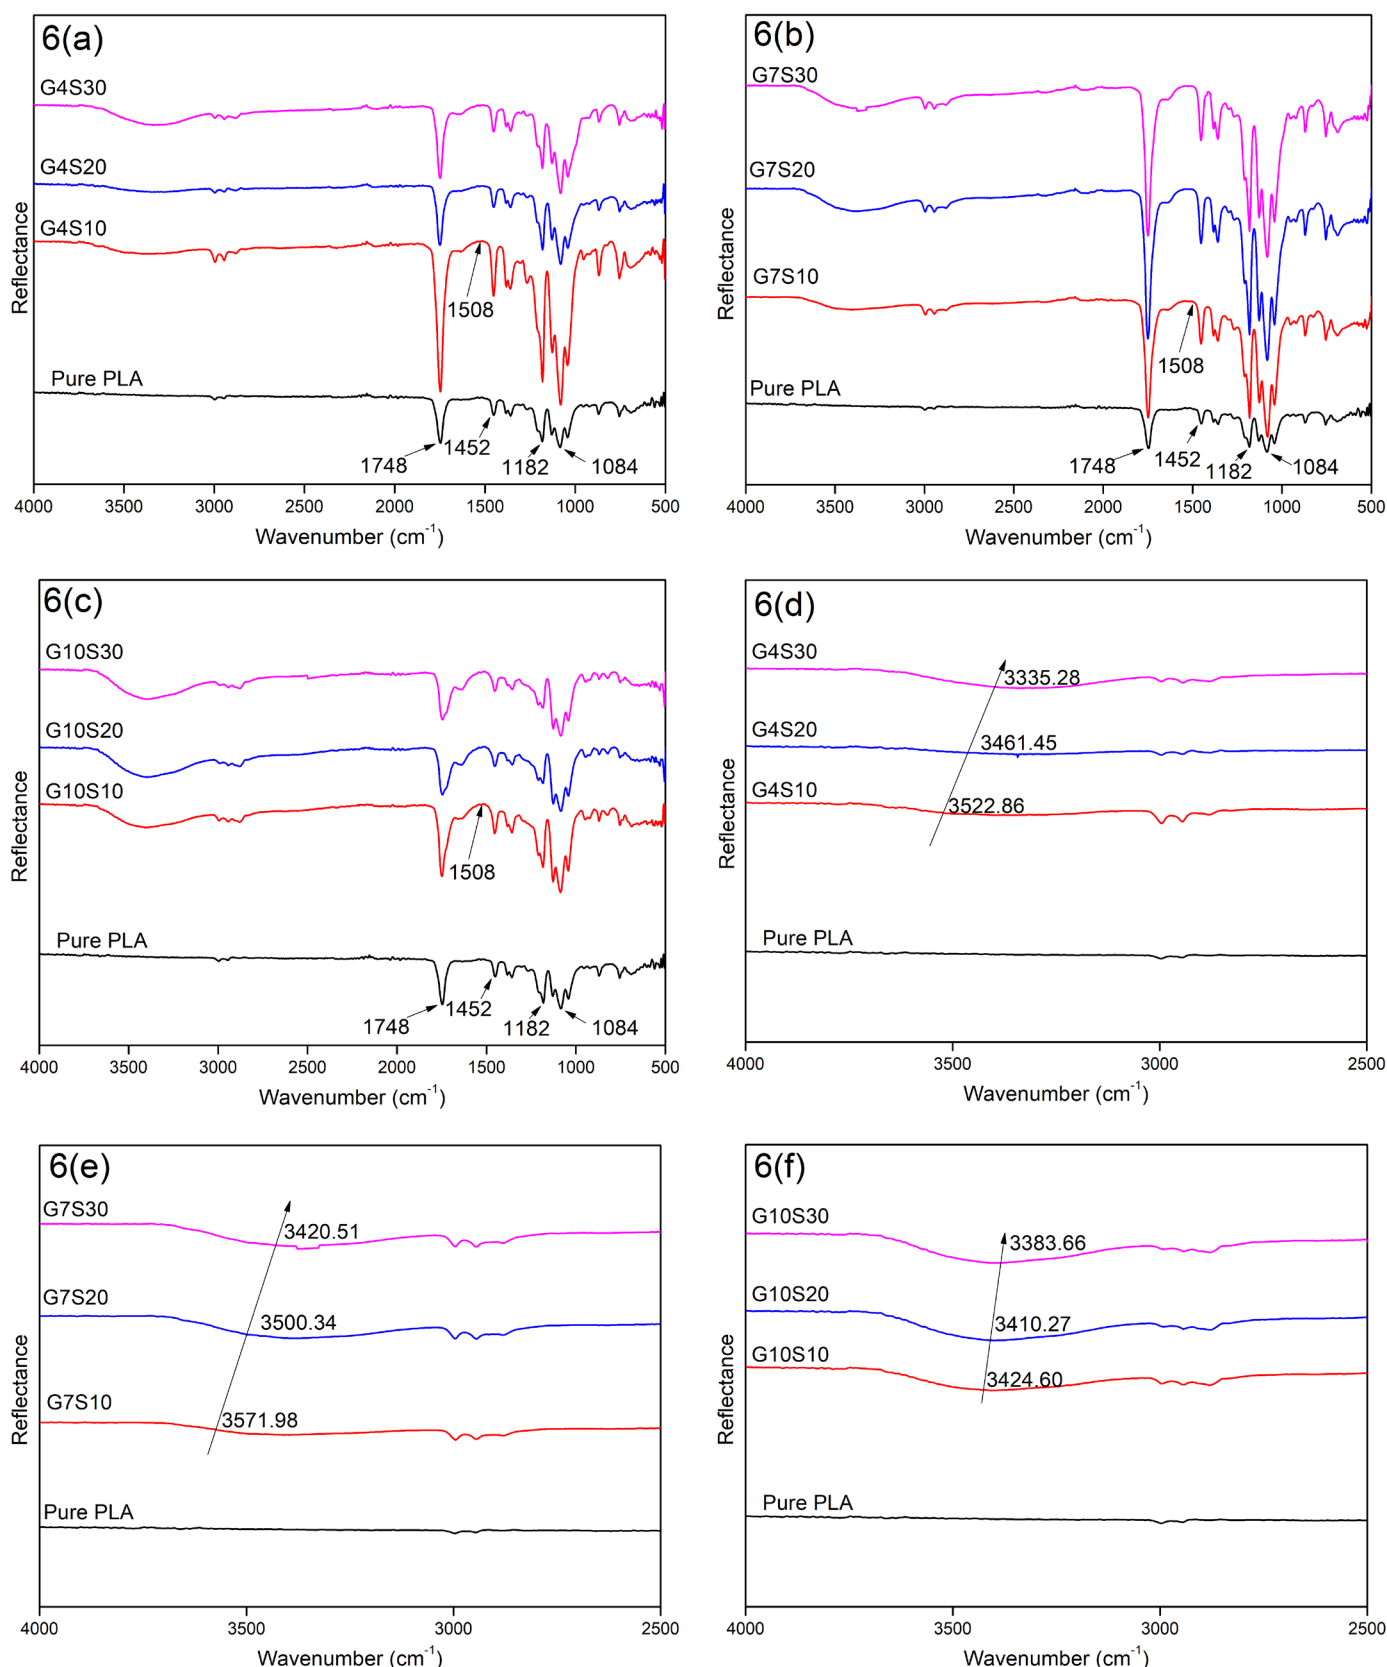 6(a)
G4S30
G4S20
G4S10
1508
Pure PLA
1748
1452
1182
1084
Reflectance
4000 3500 3000 2500 2000 1500 1000 500
Wavenumber (cm⁻¹)
6(b)
G7S30
G7S20
G7S10
1508
Pure PLA
1748
1452
1182
1084
Reflectance
4000 3500 3000 2500 2000 1500 1000 500
Wavenumber (cm⁻¹)
6(c)
G10S30
G10S20
G10S10
1508
Pure PLA
1748
1452
1182
1084
Reflectance
4000 3500 3000 2500 2000 1500 1000 500
Wavenumber (cm⁻¹)
6(d)
G4S30
3335.28
G4S20
3461.45
G4S10
3522.86
Pure PLA
Reflectance
4000 3500 3000 2500
Wavenumber (cm⁻¹)
6(e)
G7S30
3420.51
G7S20
3500.34
G7S10
3571.98
Pure PLA
Reflectance
4000 3500 3000 2500
Wavenumber (cm⁻¹)
6(f)
G10S30
3383.66
G10S20
3410.27
G10S10
3424.60
Pure PLA
Reflectance
4000 3500 3000 2500
Wavenumber (cm⁻¹)